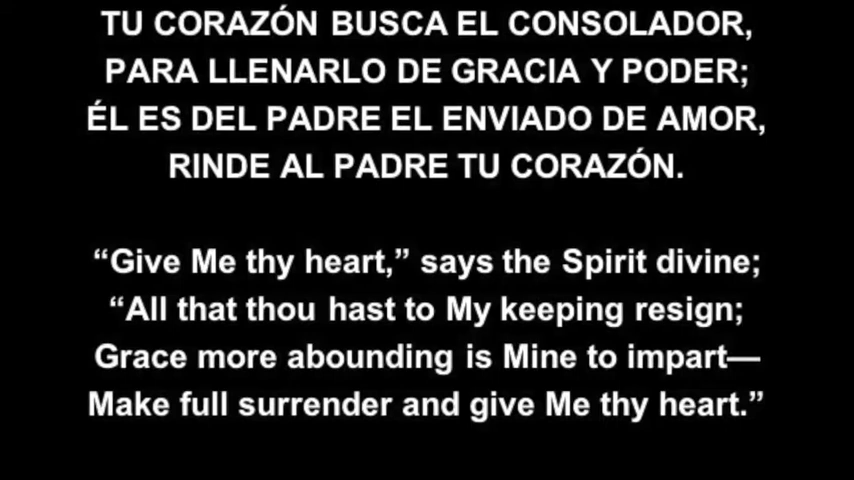 TU CORAZÓN BUSCA EL CONSOLADOR,
PARA LLENARLO DE GRACIA Y PODER;
ÉL ES DEL PADRE EL ENVIADO DE AMOR,
RINDE AL PADRE TU CORAZÓN.
“Give Me thy heart,” says the Spirit divine;
“All that thou hast to My keeping resign;
Grace more abounding is Mine to impart—
Make full surrender and give Me thy heart.”